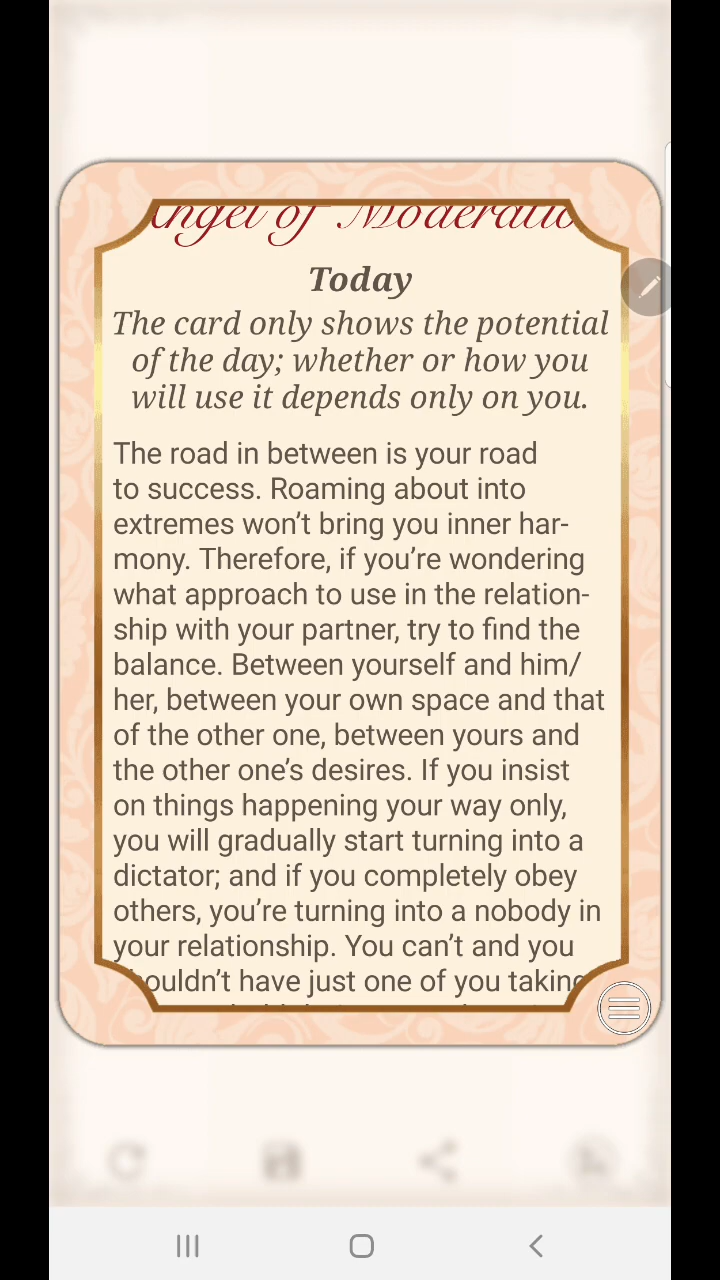 Angel of Moderation
Today
The card only shows the potential
of the day; whether or how you
will use it depends only on you.
The road in between is your road
to success. Roaming about into
extremes won’t bring you inner har-
mony. Therefore, if you’re wondering
what approach to use in the relation-
ship with your partner, try to find the
balance. Between yourself and him/
her, between your own space and that
of the other one, between yours and
the other one’s desires. If you insist
on things happening your way only,
you will gradually start turning into a
dictator; and if you completely obey
others, you’re turning into a nobody in
your relationship. You can’t and you
shouldn’t have just one of you taking